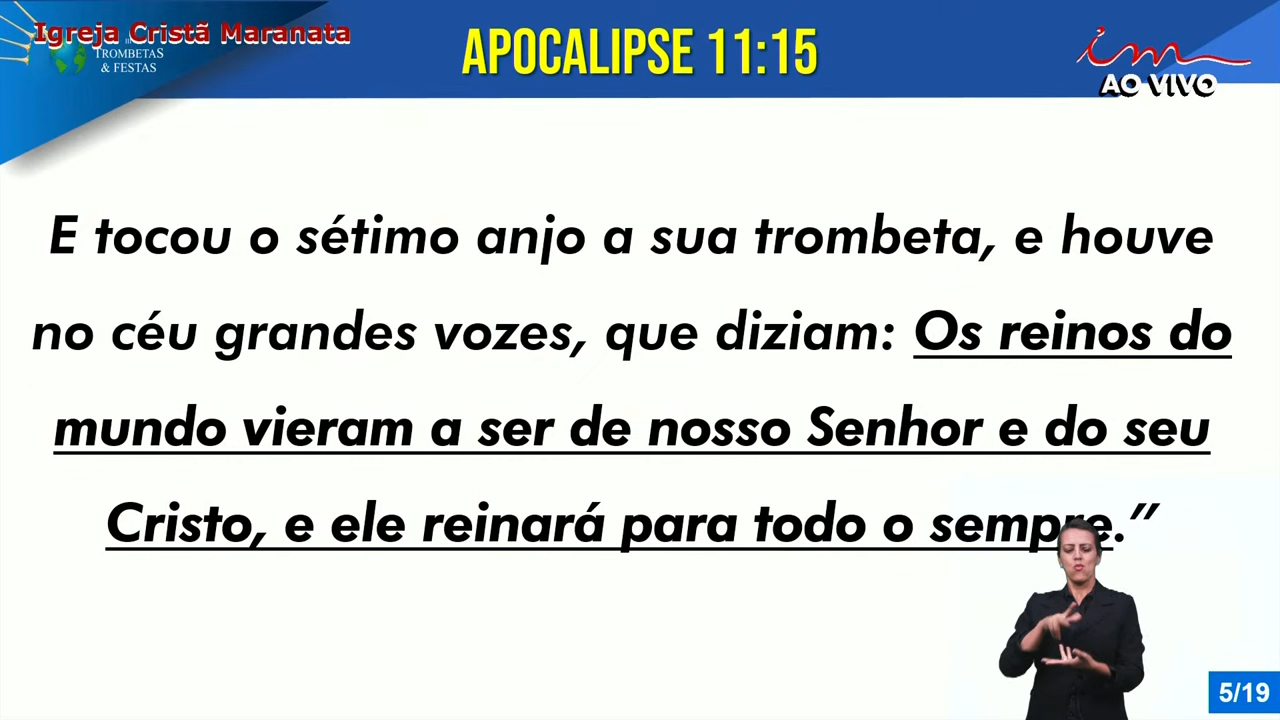 Igreja Cristã Maranata
TROMBETAS
& FESTAS
APOCALIPSE 11:15
im
AO VIVO
E tocou o sétimo anjo a sua trombeta, e houve
no céu grandes vozes, que diziam: Os reinos do
mundo vieram a ser de nosso Senhor e do seu
Cristo, e ele reinará para todo o sempre.”
5/19